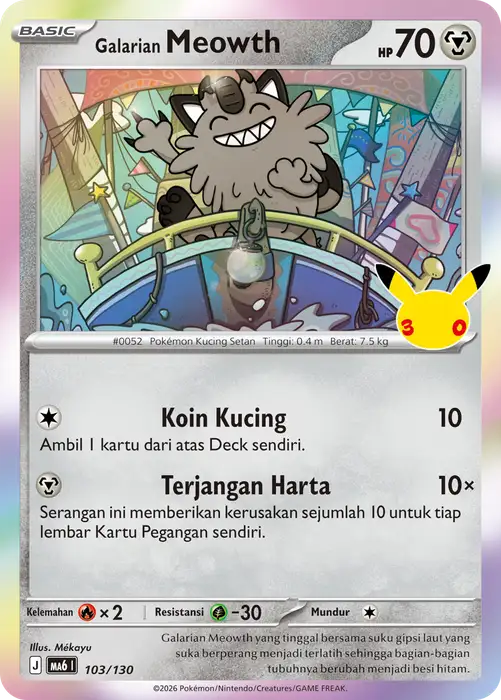 BASIC
Galarian Meowth HP 70
30
#0052 Pokémon Kucing Setan Tinggi: 0.4 m Berat: 7.5 kg
Koin Kucing 10
Ambil 1 kartu dari atas Deck sendiri.
Terjangan Harta 10×
Serangan ini memberikan kerusakan sejumlah 10 untuk tiap
lembar Kartu Pegangan sendiri.
Kelemahan ×2 Resistansi -30 Mundur
Illus. Mékayu
J MA6 I 103/130
Galarian Meowth yang tinggal bersama suku gipsi laut yang
suka berperang menjadi terlatih sehingga bagian-bagian
tubuhnya berubah menjadi besi hitam.
©2026 Pokémon/Nintendo/Creatures/GAME FREAK.